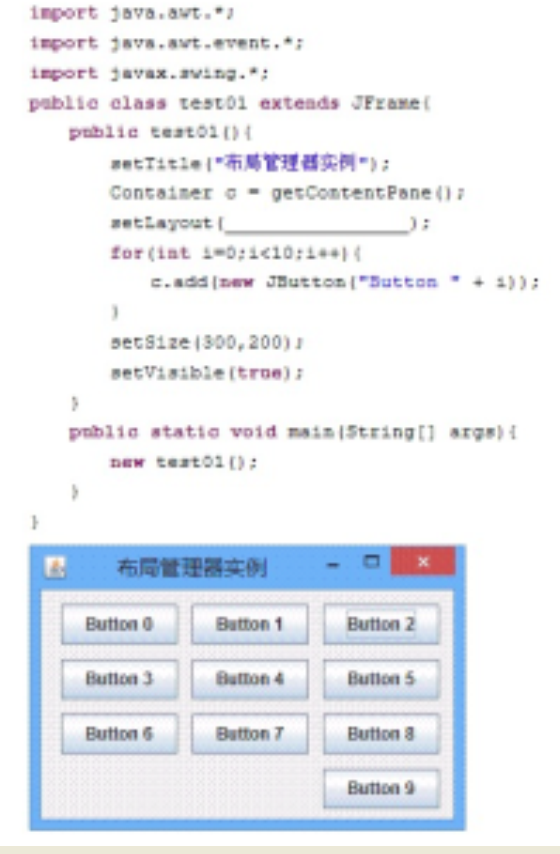 import java.awt.*;
import java.awt.event.*;
import javax.swing.*;
public class test01 extends JFrame{
public test01(){
setTitle("布局管理器实例");
Container c = getContentPane();
setLayout(______________);
for(int i=0;i<10;i++){
c.add(new JButton("Button " + i));
}
setSize(300,200);
setVisible(true);
}
public static void main(String[] args){
new test01();
}
}
布局管理器实例
Button 0 Button 1 Button 2
Button 3 Button 4 Button 5
Button 6 Button 7 Button 8
Button 9